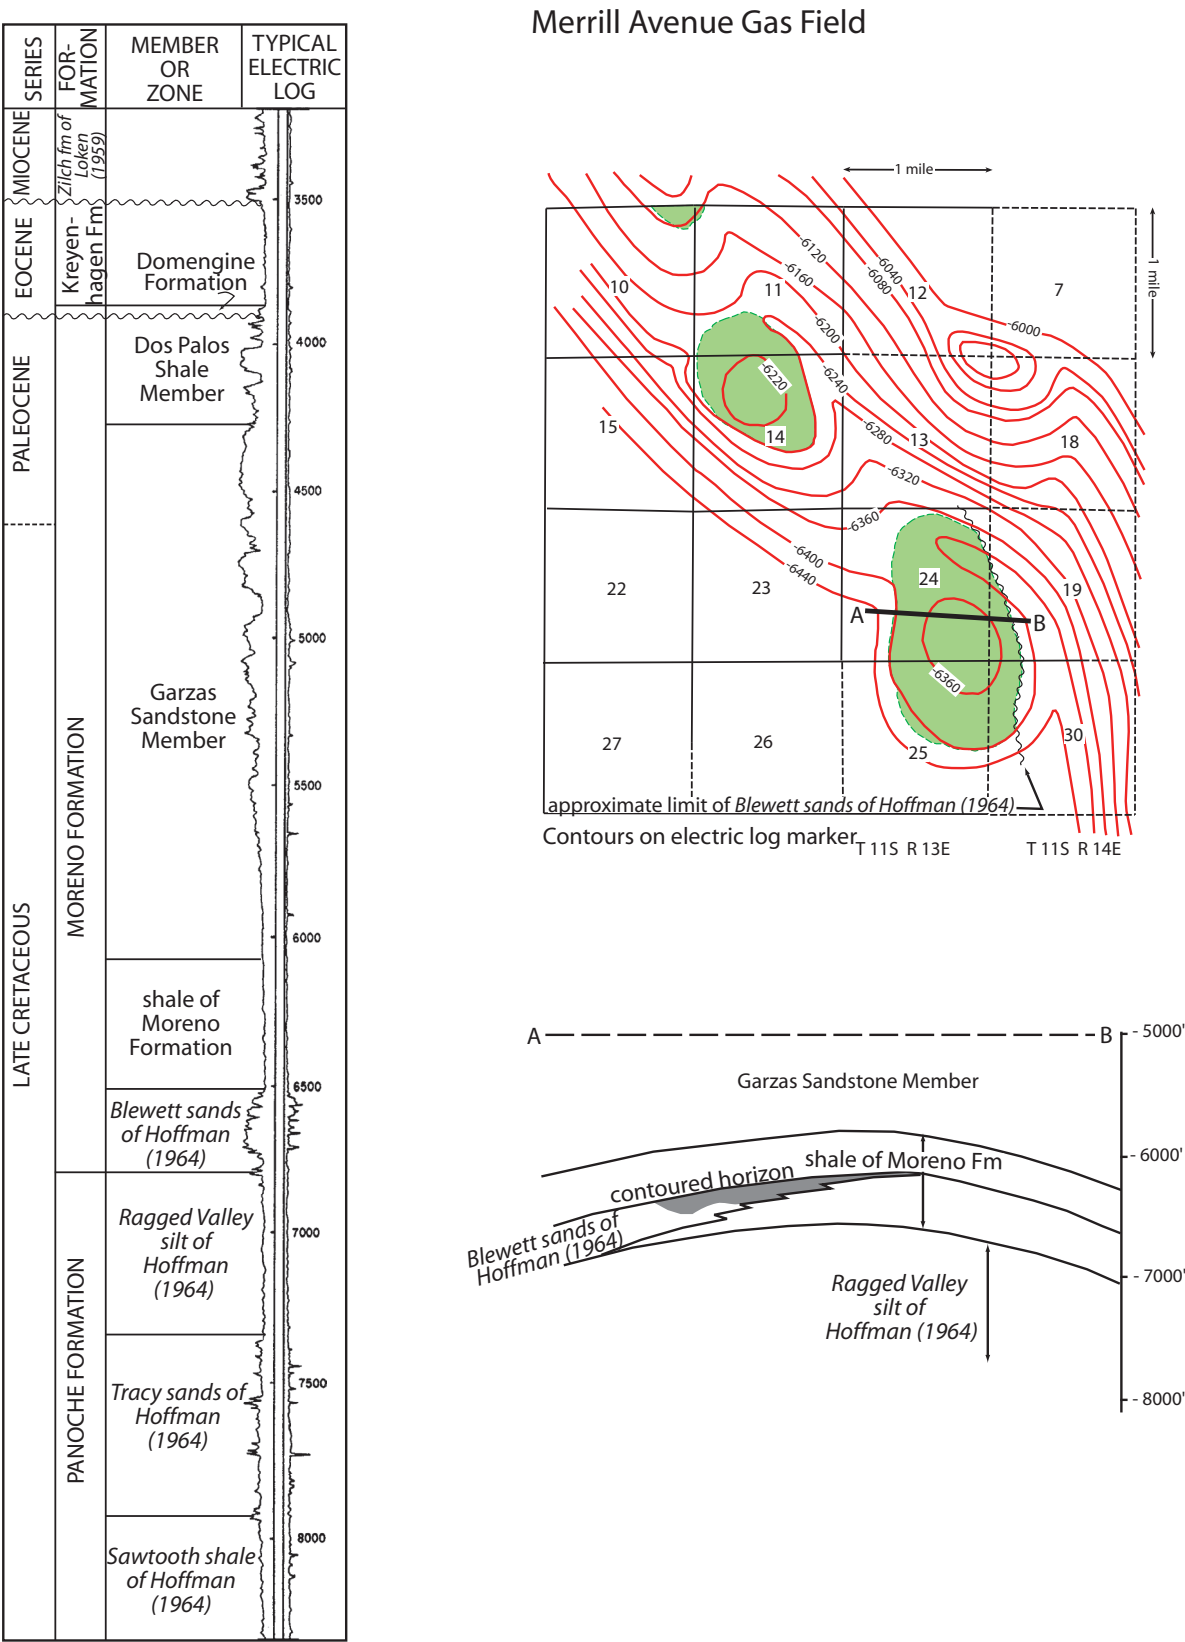 Merrill Avenue Gas Field
SERIES
FOR-
MATION
MEMBER
OR
ZONE
TYPICAL
ELECTRIC
LOG
MIOCENE
Zilch fm of
Loken
(1959)
3500
EOCENE
Kreyen-
hagen Fm
Domengine
Formation
PALEOCENE
Dos Palos
Shale
Member
4000
4500
LATE CRETACEOUS
MORENO FORMATION
Garzas
Sandstone
Member
5000
5500
6000
shale of
Moreno
Formation
6500
Blewett sands
of Hoffman
(1964)
PANOCHE FORMATION
Ragged Valley
silt of
Hoffman
(1964)
7000
Tracy sands of
Hoffman
(1964)
7500
Sawtooth shale
of Hoffman
(1964)
8000
1 mile
1 mile
-6120
-6160
-6040
-6080
10
11
12
7
-6200
-6000
-6220
-6240
15
14
-6280
13
18
-6320
-6360
-6400
-6440
22
23
24
19
A
B
-6360
27
26
25
30
approximate limit of Blewett sands of Hoffman (1964)
Contours on electric log marker
T 11S R 13E
T 11S R 14E
A
B
- 5000'
Garzas Sandstone Member
- 6000'
shale of Moreno Fm
contoured horizon
Blewett sands of
Hoffman (1964)
- 7000'
Ragged Valley
silt of
Hoffman (1964)
- 8000'